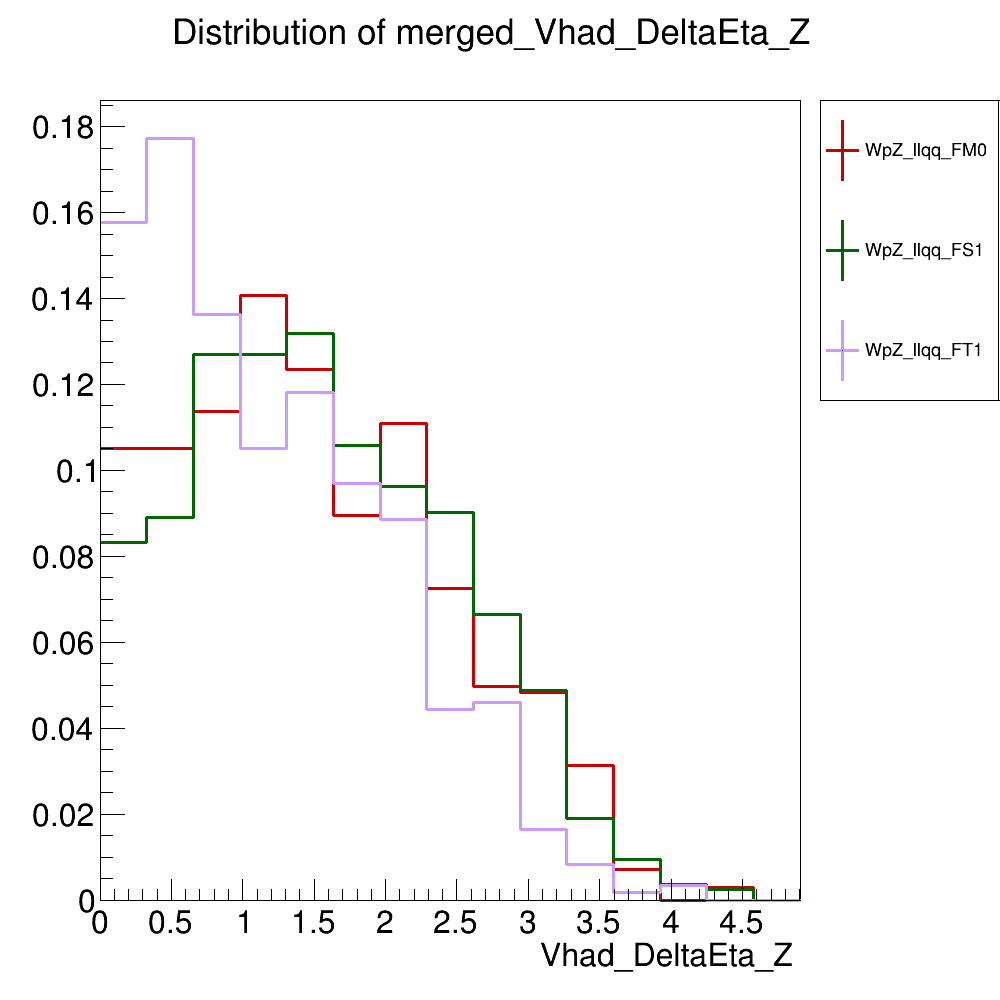 Distribution of merged_Vhad_DeltaEta_Z
0.18
0.16
0.14
0.12
0.1
0.08
0.06
0.04
0.02
0
0 0.5 1 1.5 2 2.5 3 3.5 4 4.5
Vhad_DeltaEta_Z
WpZ_llqq_FM0
WpZ_llqq_FS1
WpZ_llqq_FT1